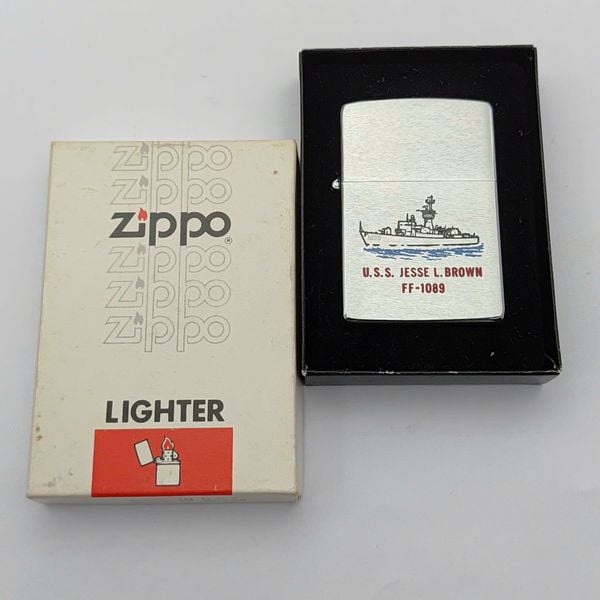 zippo
zippo
zippo®
zippo
zippo
zippo
LIGHTER
U.S.S. JESSE L. BROWN
FF-1089